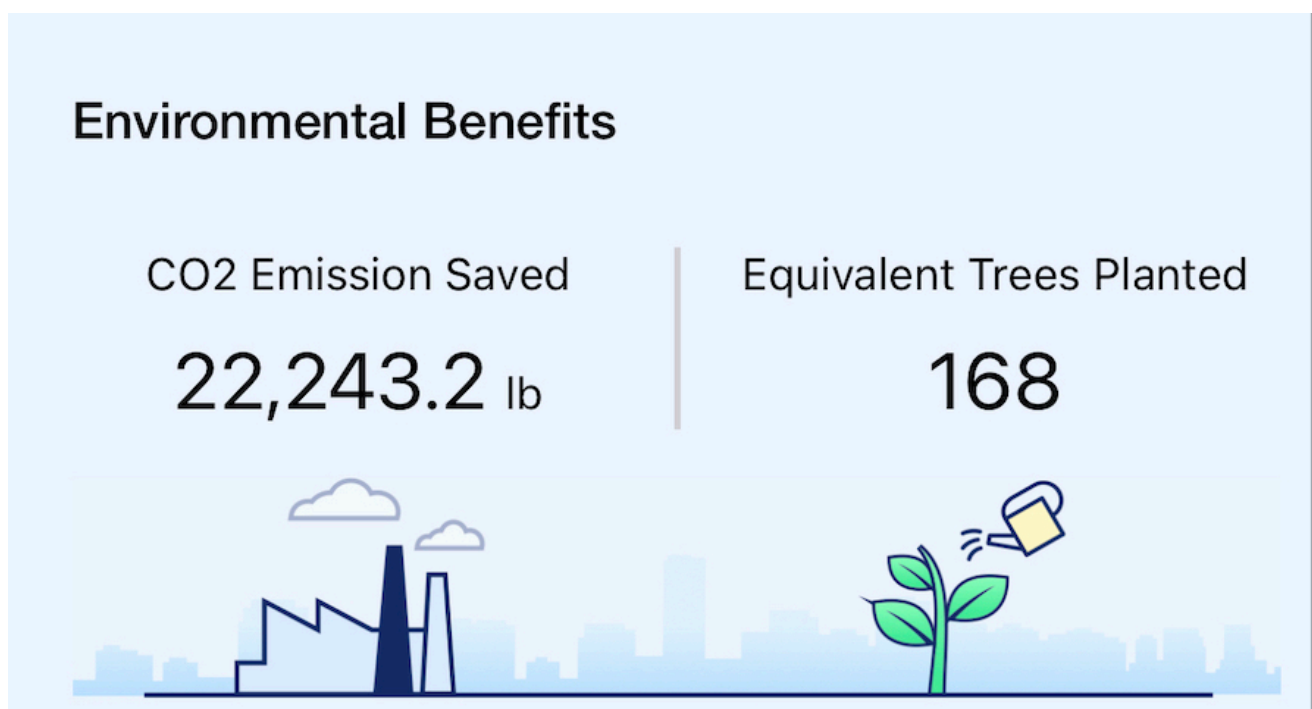 Environmental Benefits
CO2 Emission Saved
22,243.2 lb
Equivalent Trees Planted
168